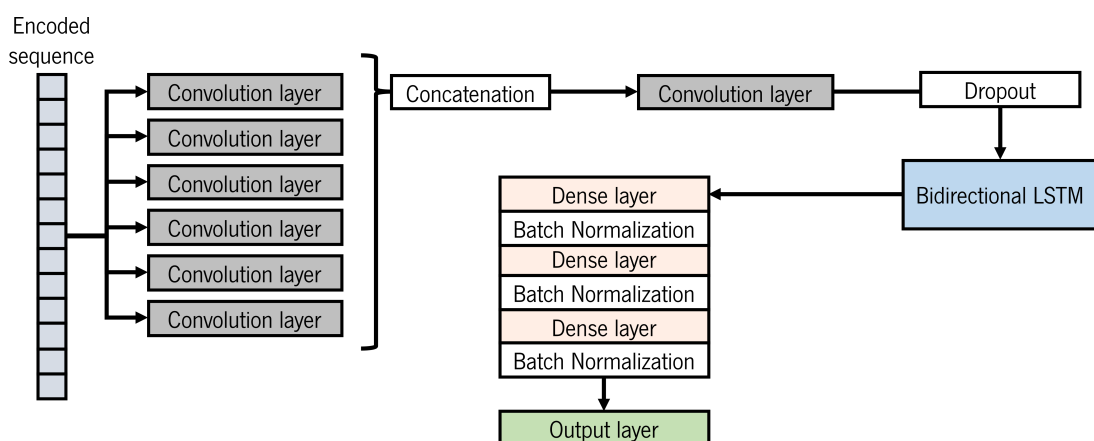 Encoded
sequence
Convolution layer
Convolution layer
Convolution layer
Convolution layer
Convolution layer
Convolution layer
Concatenation
Convolution layer
Dropout
Bidirectional LSTM
Dense layer
Batch Normalization
Dense layer
Batch Normalization
Dense layer
Batch Normalization
Output layer